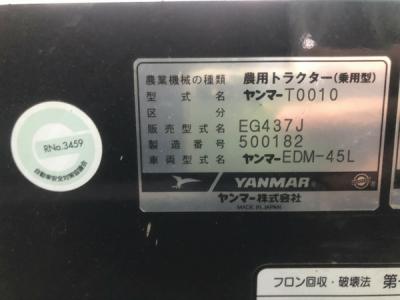 農業機械の種類 農用トラクター(乗用型)
型式名 ヤンマーT0010
区分
販売型式名 EG437J
製造番号 500182
車両型式名 ヤンマーEDM-45L
YANMAR
ヤンマー株式会社
MADE IN JAPAN
RNo.3459
フロン回収・破壊法 第